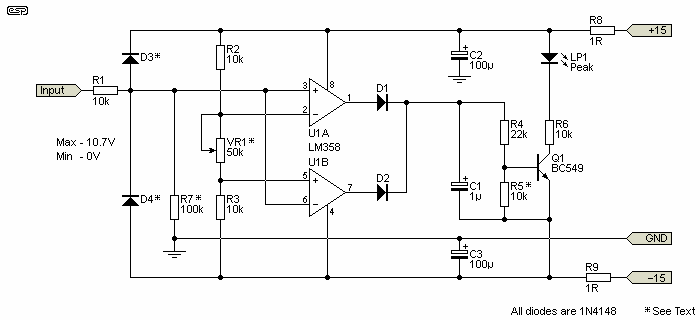 esp
R8
1R
+15
D3*
R2
10k
C2
100µ
LP1
Peak
Input
R1
10k
3
+
8
1
D1
2
-
U1A
LM358
Max - 10.7V
Min - 0V
VR1*
50k
R4
22k
R6
10k
Q1
BC549
U1B
5
+
7
D2
6
-
4
D4*
R7*
100k
R3
10k
C1
1µ
R5*
10k
GND
C3
100µ
R9
1R
-15
All diodes are 1N4148
*See Text